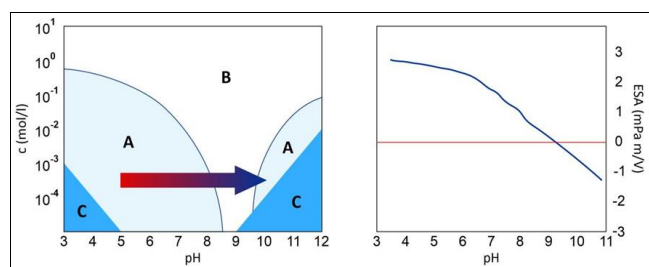 10¹
10⁰
10⁻¹
10⁻²
10⁻³
10⁻⁴
c (mol/l)
B
A
A
C
C
3 4 5 6 7 8 9 10 11 12
pH
3
2
1
0
-1
-2
-3
ESA (mPa m/V)
3 4 5 6 7 8 9 10 11
pH